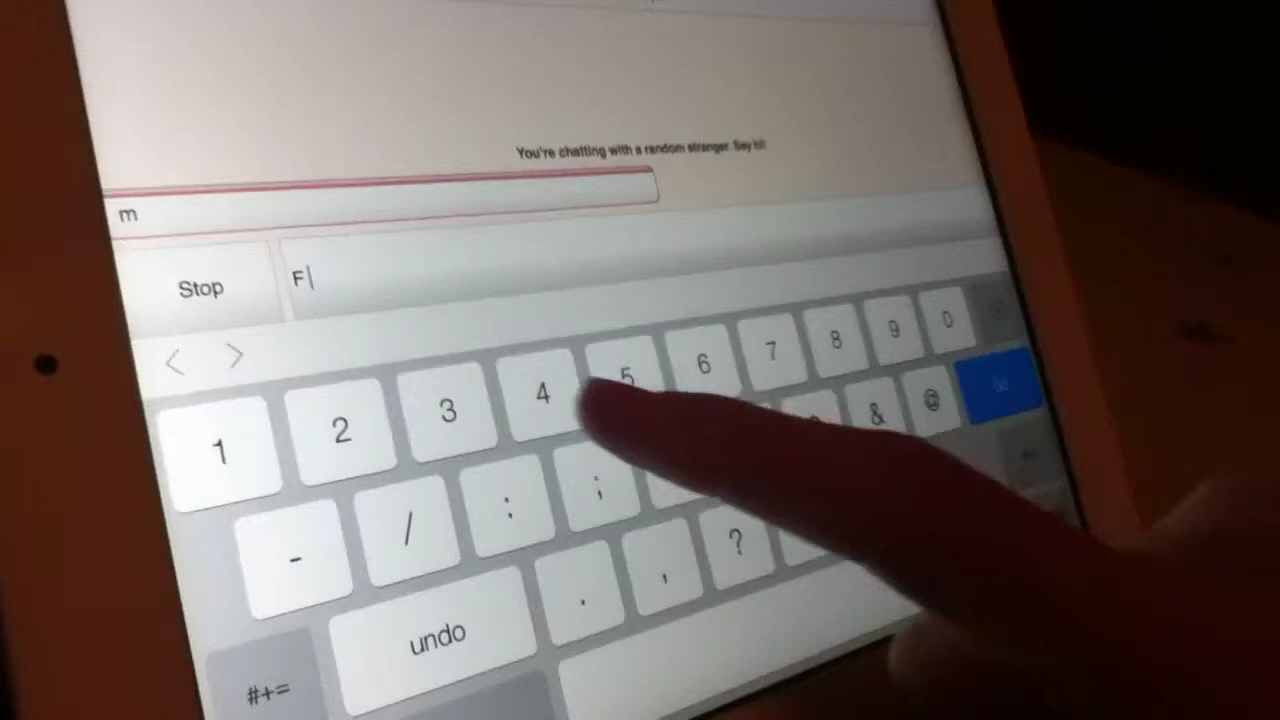 You're chatting with a random stranger. Say hi!
m
Stop
F
1 2 3 4 5 6 7 8 9 0
- / : ; & @
undo . , ?
#+=